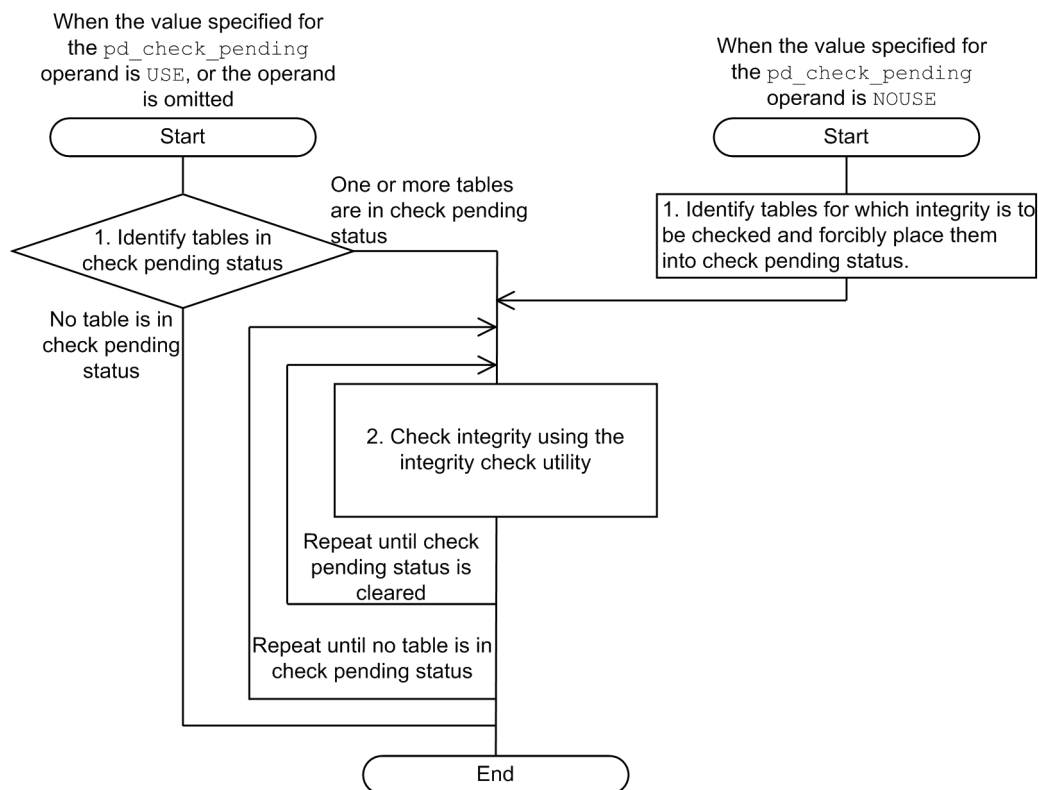 When the value specified for
the pd_check_pending
operand is USE, or the operand
is omitted
Start
When the value specified for
the pd_check_pending
operand is NOUSE
Start
One or more tables
are in check pending
status
1. Identify tables in
check pending status
1. Identify tables for which integrity is to
be checked and forcibly place them
into check pending status.
No table is in
check pending
status
2. Check integrity using the
integrity check utility
Repeat until check
pending status is
cleared
Repeat until no table is in
check pending status
End